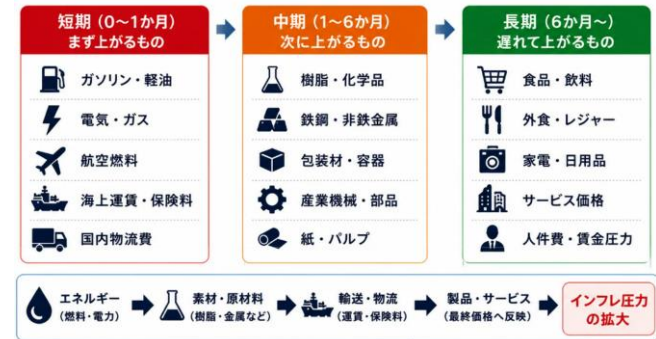 短期（0～1か月）
まず上がるもの
ガソリン・軽油
電気・ガス
航空燃料
海上運賃・保険料
国内物流費
中期（1～6か月）
次に上がるもの
樹脂・化学品
鉄鋼・非鉄金属
包装材・容器
産業機械・部品
紙・パルプ
長期（6か月～）
遅れて上がるもの
食品・飲料
外食・レジャー
家電・日用品
サービス価格
人件費・賃金圧力
エネルギー
（燃料・電力）
素材・原材料
（樹脂・金属など）
輸送・物流
（運賃・保険料）
製品・サービス
（最終価格へ反映）
インフレ圧力
の拡大